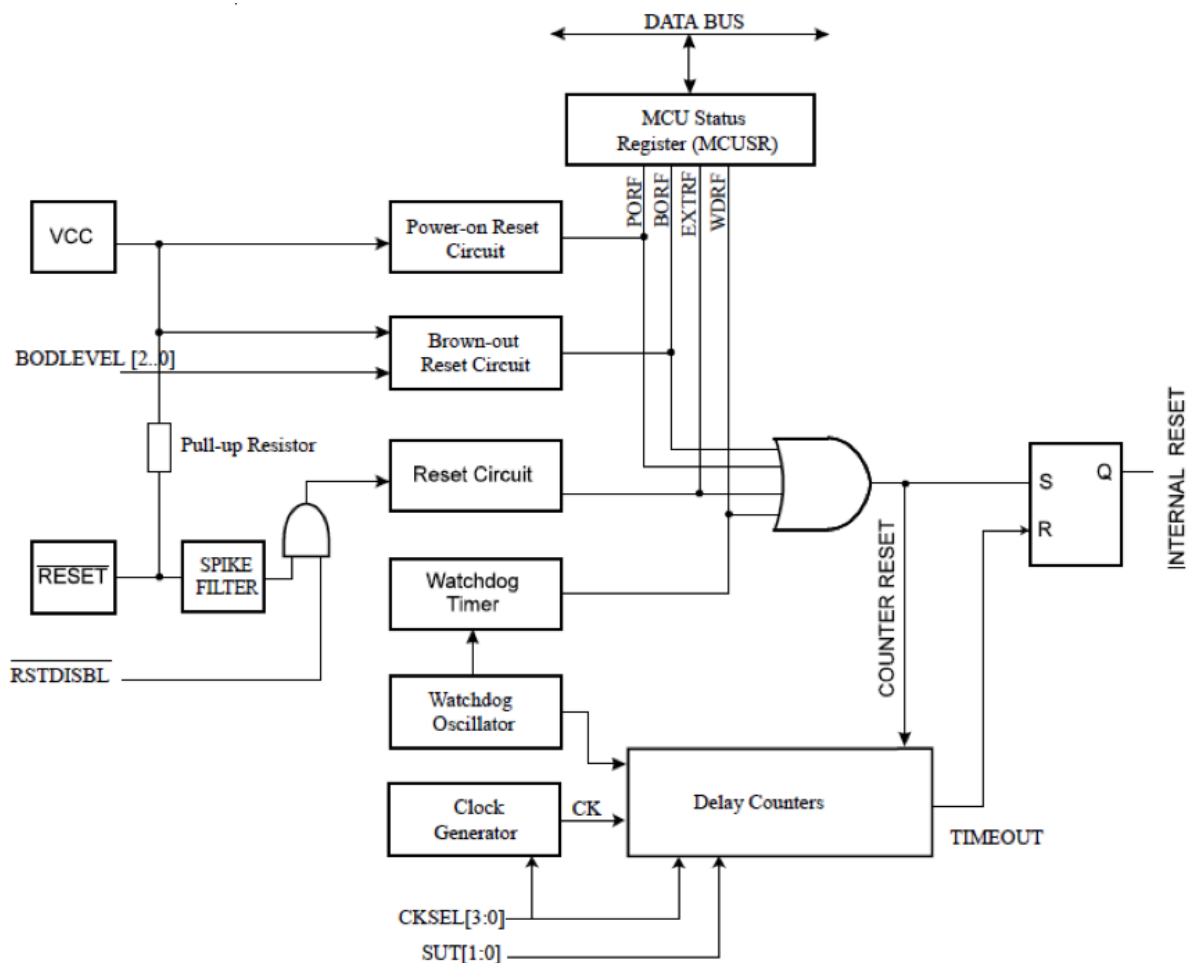 DATA BUS
MCU Status
Register (MCUSR)
PORF
BORF
EXTRF
WDRF
VCC
Power-on Reset
Circuit
BODLEVEL [2..0]
Brown-out
Reset Circuit
Pull-up Resistor
Reset Circuit
RESET
SPIKE
FILTER
RSTDISBL
Watchdog
Timer
Watchdog
Oscillator
Clock
Generator
CK
Delay Counters
CKSEL[3:0]
SUT[1:0]
COUNTER RESET
TIMEOUT
S
R
Q
INTERNAL RESET